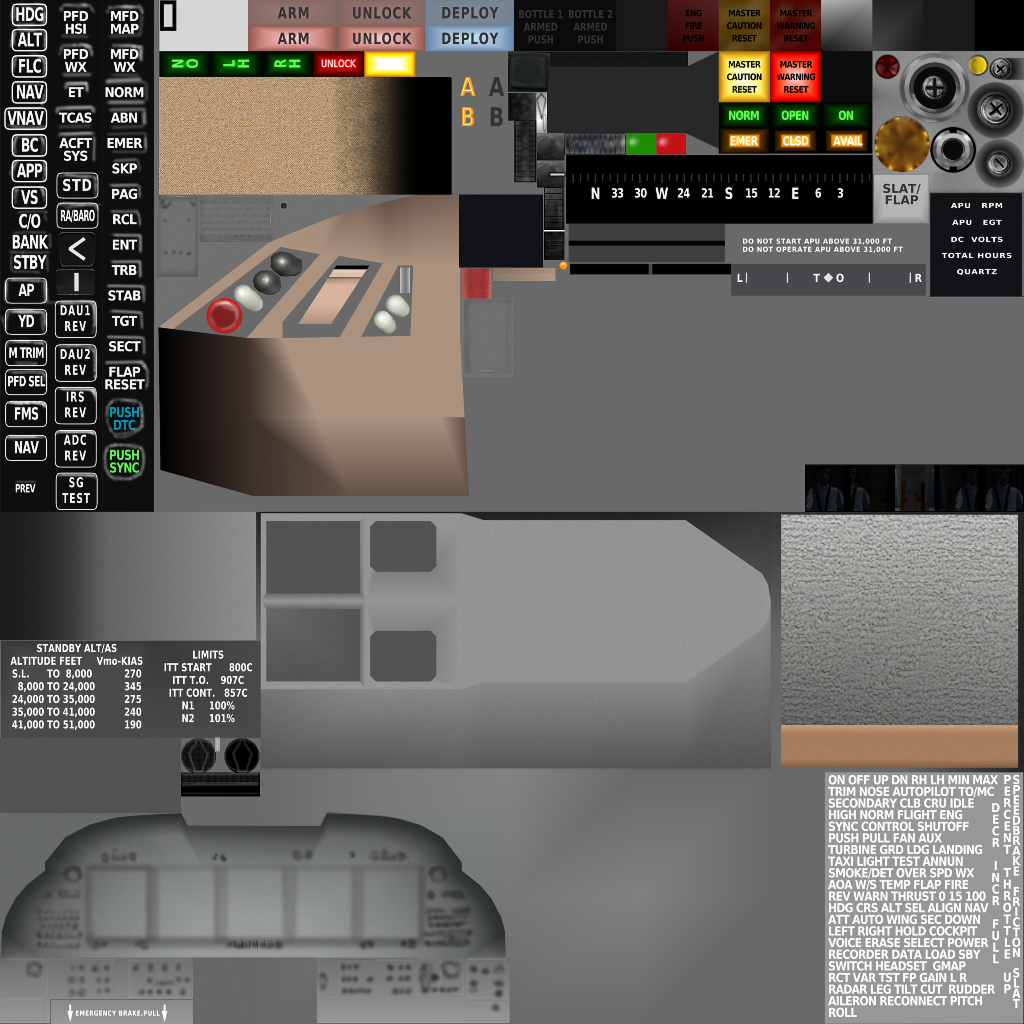 HDG
ALT
FLC
NAV
VNAV
BC
APP
VS
C/O
BANK
STBY
AP
YD
M TRIM
PFD SEL
FMS
NAV
PREV
PFD
HSI
PFD
WX
ET
TCAS
ACFT
SYS
STD
RA/BARO
<
DAU1
REV
DAU2
REV
IRS
REV
ADC
REV
SG
TEST
MFD
MAP
MFD
WX
NORM
ABN
EMER
SKP
PAG
RCL
ENT
TRB
STAB
TGT
SECT
FLAP
RESET
PUSH
DTC
PUSH
SYNC
ARM UNLOCK DEPLOY
ARM UNLOCK DEPLOY
BOTTLE 1
ARMED
PUSH
BOTTLE 2
ARMED
PUSH
ENG
FIRE
PUSH
MASTER
CAUTION
RESET
MASTER
WARNING
RESET
NO LH RH UNLOCK
A A
B B
MASTER
CAUTION
RESET
MASTER
WARNING
RESET
NORM OPEN ON
EMER CLSD AVAIL
N 33 30 W 24 21 S 15 12 E 6 3
SLAT/
FLAP
APU RPM
APU EGT
DC VOLTS
TOTAL HOURS
QUARTZ
DO NOT START APU ABOVE 31,000 FT
DO NOT OPERATE APU ABOVE 31,000 FT
L| | T◆O | |R
STANDBY ALT/AS
ALTITUDE FEET Vmo-KIAS
S.L. TO 8,000 270
8,000 TO 24,000 345
24,000 TO 35,000 275
35,000 TO 41,000 240
41,000 TO 51,000 190
LIMITS
ITT START 800C
ITT T.O. 907C
ITT CONT. 857C
N1 100%
N2 101%
EMERGENCY BRAKE.PULL
ON OFF UP DN RH LH MIN MAX
TRIM NOSE AUTOPILOT TO/MC
SECONDARY CLB CRU IDLE
HIGH NORM FLIGHT ENG
SYNC CONTROL SHUTOFF
PUSH PULL FAN AUX
TURBINE GRD LDG LANDING
TAXI LIGHT TEST ANNUN
SMOKE/DET OVER SPD WX
AOA W/S TEMP FLAP FIRE
REV WARN THRUST 0 15 100
HDG CRS ALT SEL ALIGN NAV
ATT AUTO WING SEC DOWN
LEFT RIGHT HOLD COCKPIT
VOICE ERASE SELECT POWER
RECORDER DATA LOAD SBY
SWITCH HEADSET GMAP
RCT VAR TST FP GAIN L R
RADAR LEG TILT CUT RUDDER
AILERON RECONNECT PITCH
ROLL
DECR INCR FULL
PERCENT THROTTLE UP
SPEEDBRAKE FRICTON SLAT